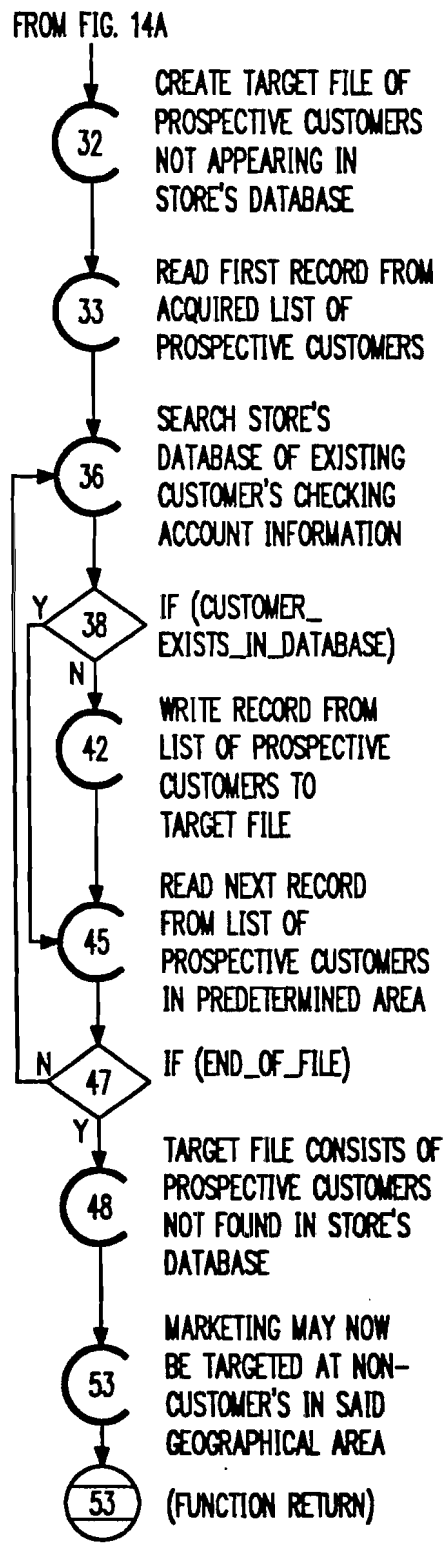 FROM FIG. 14A
32
CREATE TARGET FILE OF
PROSPECTIVE CUSTOMERS
NOT APPEARING IN
STORE'S DATABASE
33
READ FIRST RECORD FROM
ACQUIRED LIST OF
PROSPECTIVE CUSTOMERS
36
SEARCH STORE'S
DATABASE OF EXISTING
CUSTOMER'S CHECKING
ACCOUNT INFORMATION
Y
38
IF (CUSTOMER_
EXISTS_IN_DATABASE)
N
42
WRITE RECORD FROM
LIST OF PROSPECTIVE
CUSTOMERS TO
TARGET FILE
45
READ NEXT RECORD
FROM LIST OF
PROSPECTIVE CUSTOMERS
IN PREDETERMINED AREA
N
47
IF (END_OF_FILE)
Y
48
TARGET FILE CONSISTS OF
PROSPECTIVE CUSTOMERS
NOT FOUND IN STORE'S
DATABASE
53
MARKETING MAY NOW
BE TARGETED AT NON-
CUSTOMER'S IN SAID
GEOGRAPHICAL AREA
53
(FUNCTION RETURN)